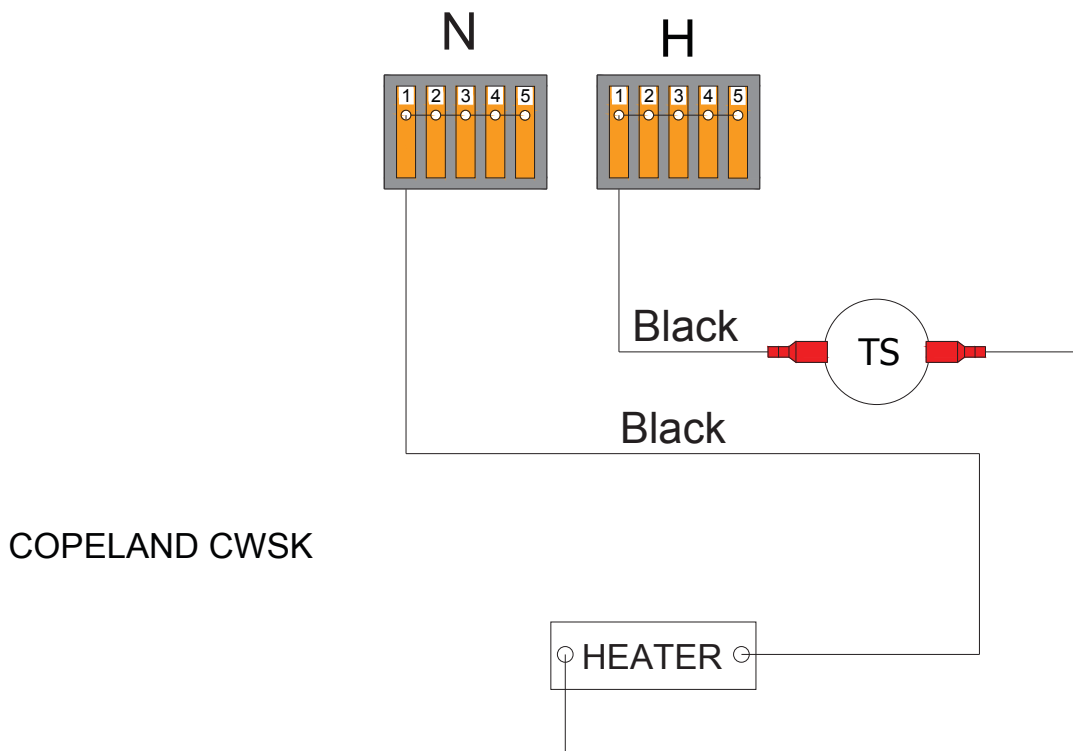 N H
1 2 3 4 5 1 2 3 4 5
Black
TS
Black
COPELAND CWSK
HEATER